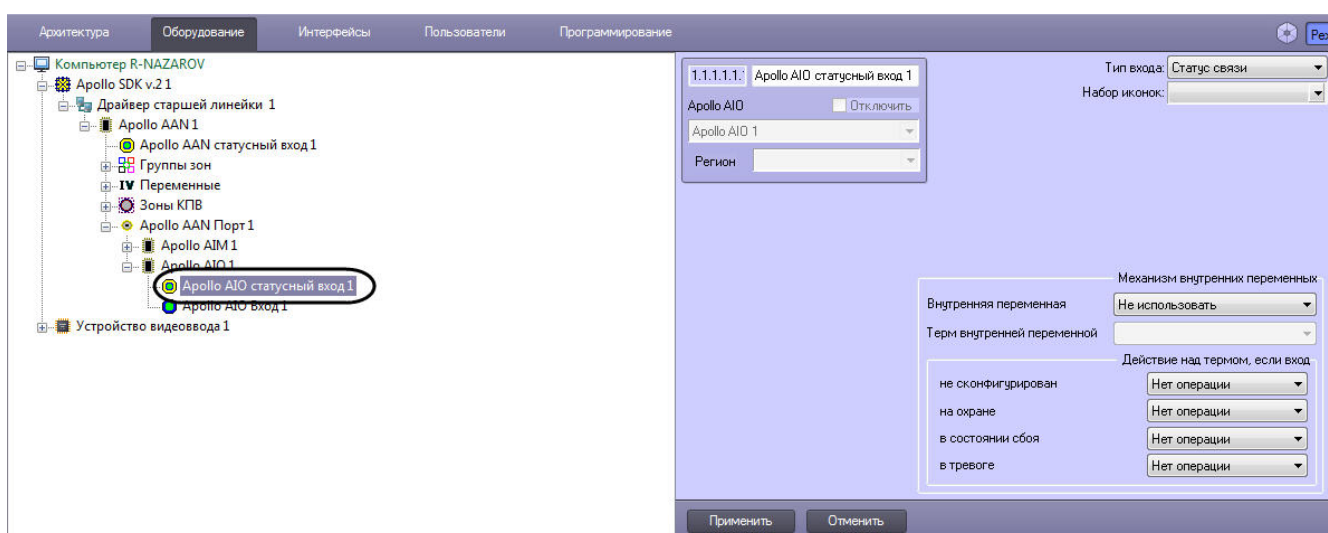 Архитектура Оборудование Интерфейсы Пользователи Программирование
Компьютер R-NAZAROV
Apollo SDK v.2 1
Драйвер старшей линейки 1
Apollo AAN 1
Apollo AAN статусный вход 1
Группы зон
IV Переменные
Зоны КПВ
Apollo AAN Порт 1
Apollo AIM 1
Apollo AIO 1
Apollo AIO статусный вход 1
Apollo AIO Вход 1
Устройство видеоввода 1
1.1.1.1.1. Apollo AIO статусный вход 1
Apollo AIO Отключить
Apollo AIO 1
Регион
Тип входа: Статус связи
Набор иконок:
Механизм внутренних переменных
Внутренняя переменная Не использовать
Терм внутренней переменной
Действие над термом, если вход
не сконфигурирован Нет операции
на охране Нет операции
в состоянии сбоя Нет операции
в тревоге Нет операции
Применить Отменить